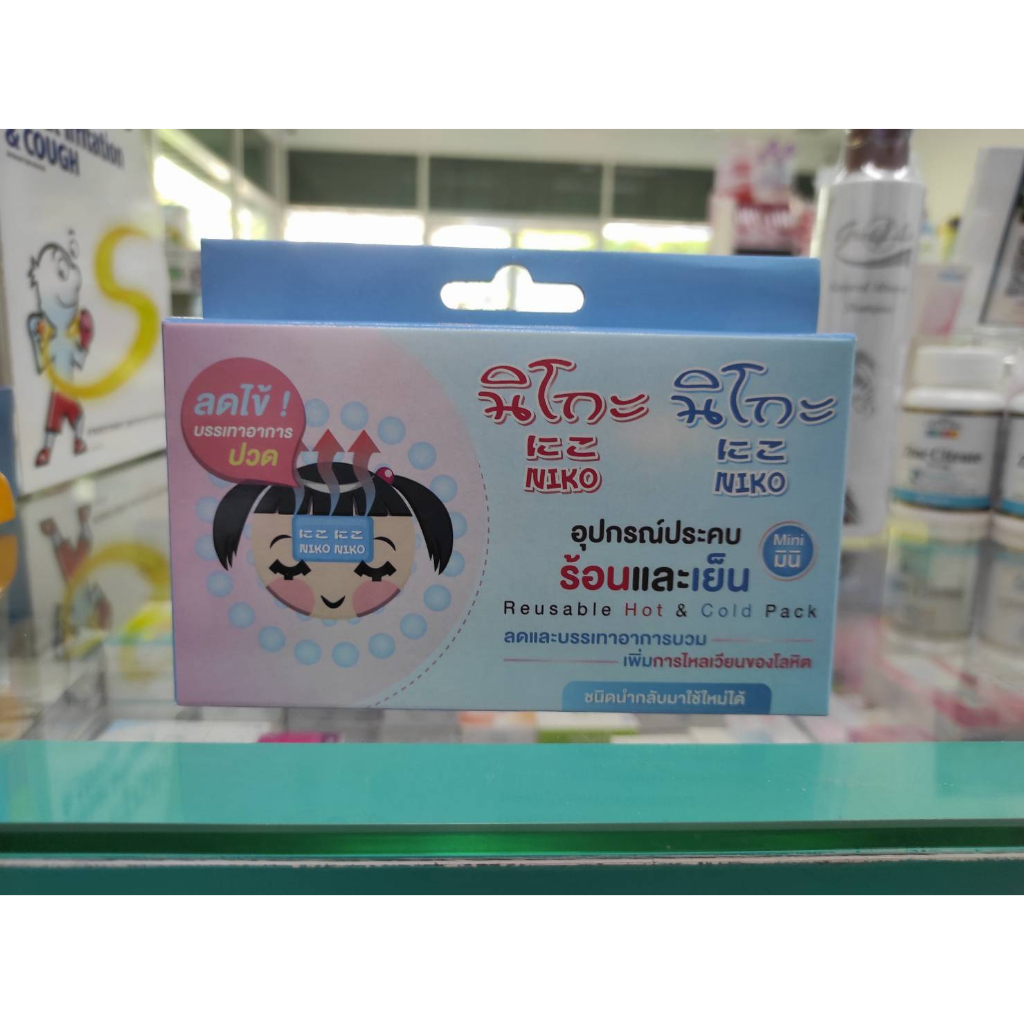 & COUGH
ลดไข้ !
บรรเทาอาการ
ปวด
にこ にこ
NIKO NIKO
นิโกะ นิโกะ
にこ にこ
NIKO NIKO
อุปกรณ์ประคบ
ร้อนและเย็น
Mini
มินิ
Reusable Hot & Cold Pack
ลดและบรรเทาอาการบวม
เพิ่มการไหลเวียนของโลหิต
ชนิดนำกลับมาใช้ใหม่ได้